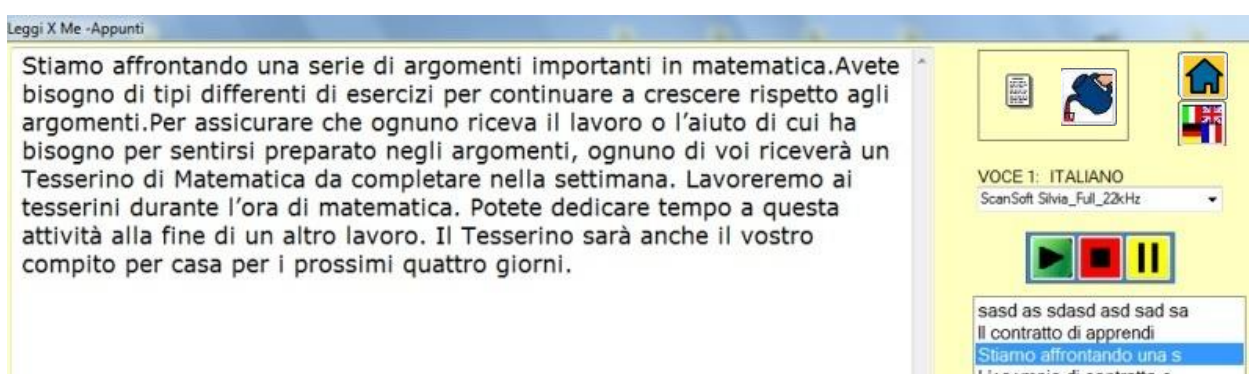 Leggi X Me -Appunti
Stiamo affrontando una serie di argomenti importanti in matematica.Avete
bisogno di tipi differenti di esercizi per continuare a crescere rispetto agli
argomenti.Per assicurare che ognuno riceva il lavoro o l’aiuto di cui ha
bisogno per sentirsi preparato negli argomenti, ognuno di voi riceverà un
Tesserino di Matematica da completare nella settimana. Lavoreremo ai
tesserini durante l’ora di matematica. Potete dedicare tempo a questa
attività alla fine di un altro lavoro. Il Tesserino sarà anche il vostro
compito per casa per i prossimi quattro giorni.
VOCE 1: ITALIANO
ScanSoft Silvia_Full_22kHz
sasd as sdasd asd sad sa
Il contratto di apprendi
Stiamo affrontando una s